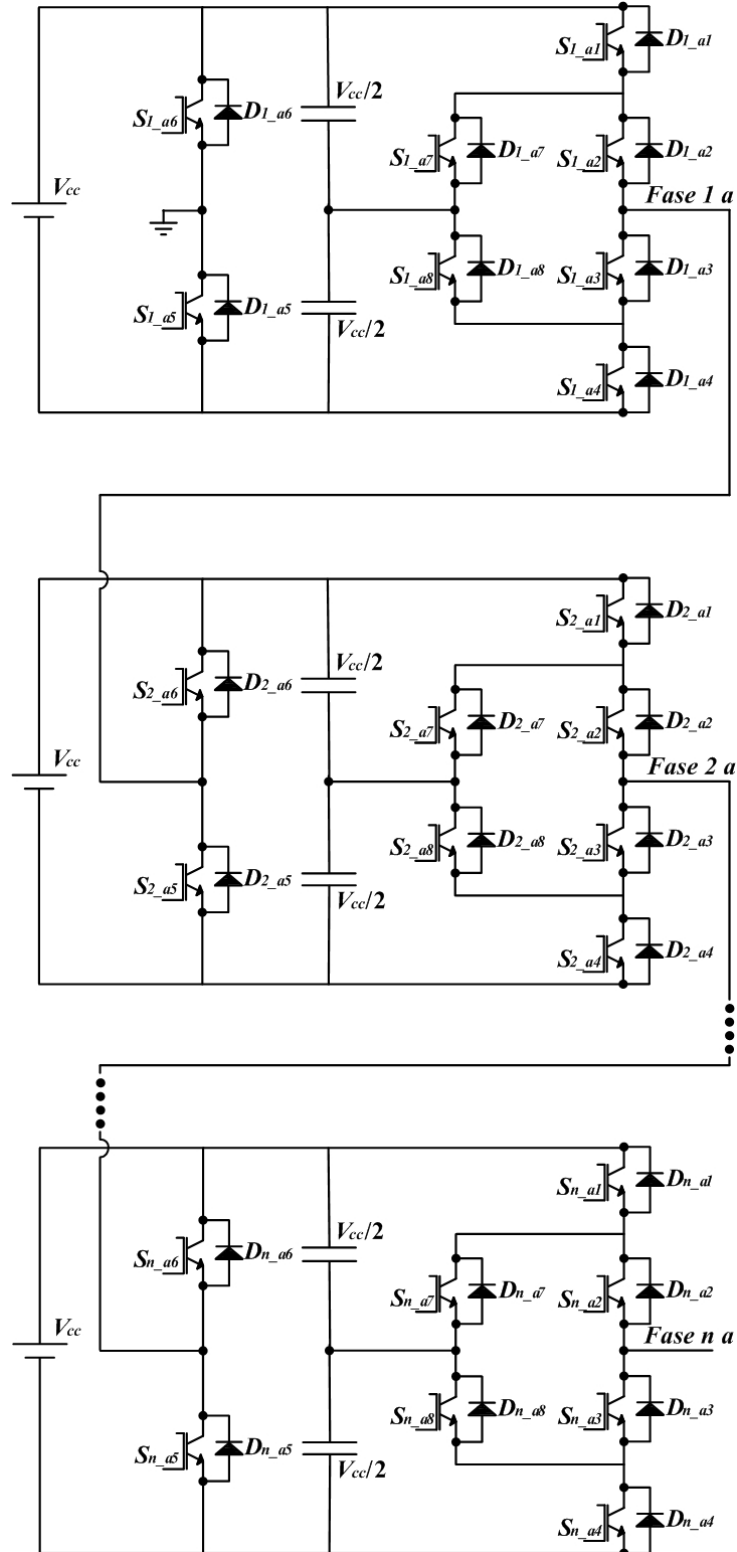 S1_a1 D1_a1
Vcc/2
S1_a6 D1_a6
S1_a7 D1_a7 S1_a2 D1_a2
Vcc
Fase 1 a
S1_a8 D1_a8 S1_a3 D1_a3
S1_a5 D1_a5
Vcc/2
S1_a4 D1_a4
S2_a1 D2_a1
Vcc/2
S2_a6 D2_a6
S2_a7 D2_a7 S2_a2 D2_a2
Vcc
Fase 2 a
S2_a8 D2_a8 S2_a3 D2_a3
S2_a5 D2_a5
Vcc/2
S2_a4 D2_a4
Sn_a1 Dn_a1
Vcc/2
Sn_a6 Dn_a6
Sn_a7 Dn_a7 Sn_a2 Dn_a2
Vcc
Fase n a
Sn_a8 Dn_a8 Sn_a3 Dn_a3
Sn_a5 Dn_a5
Vcc/2
Sn_a4 Dn_a4